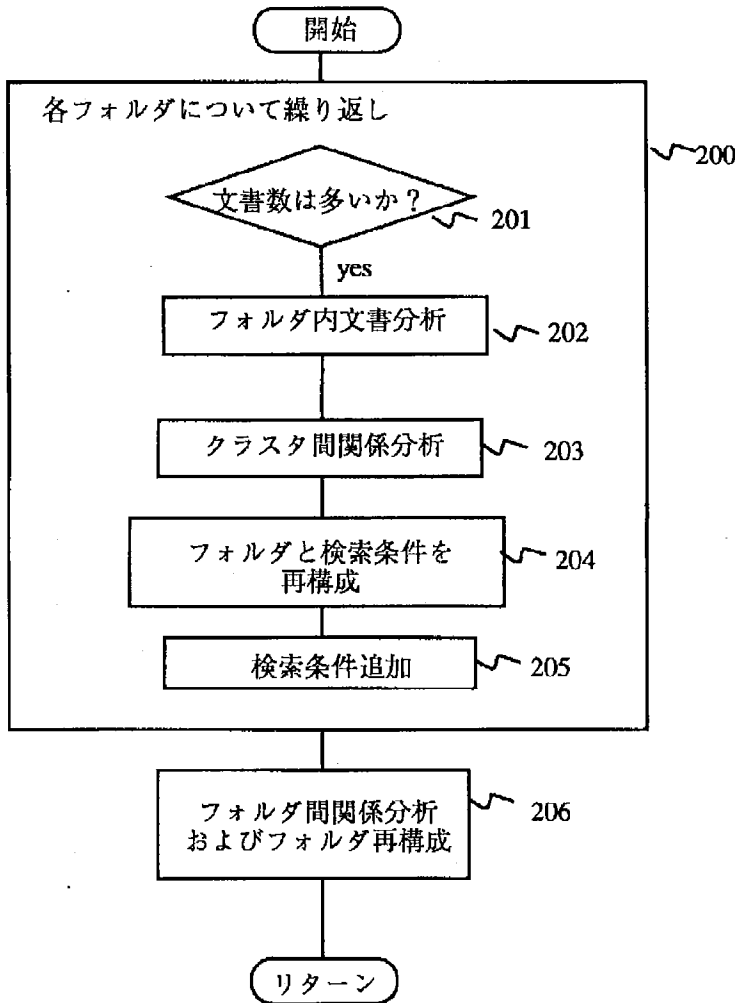 開始
各フォルダについて繰り返し
200
文書数は多いか？
201
yes
フォルダ内文書分析
202
クラスタ間関係分析
203
フォルダと検索条件を
再構成
204
検索条件追加
205
フォルダ間関係分析
およびフォルダ再構成
206
リターン